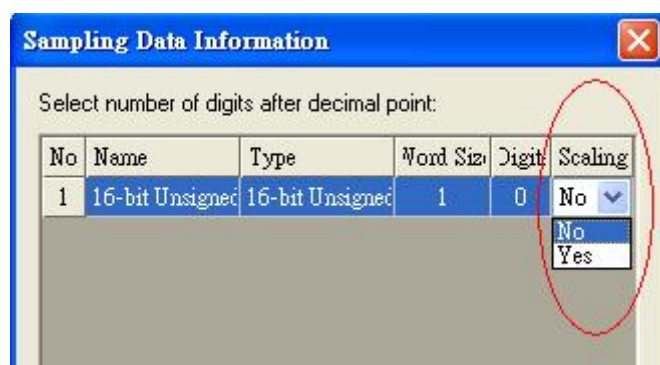 Sampling Data Information
Select number of digits after decimal point:
No Name Type Word Siz Digit Scaling
1 16-bit Unsigned 16-bit Unsigned 1 0 No
No
Yes